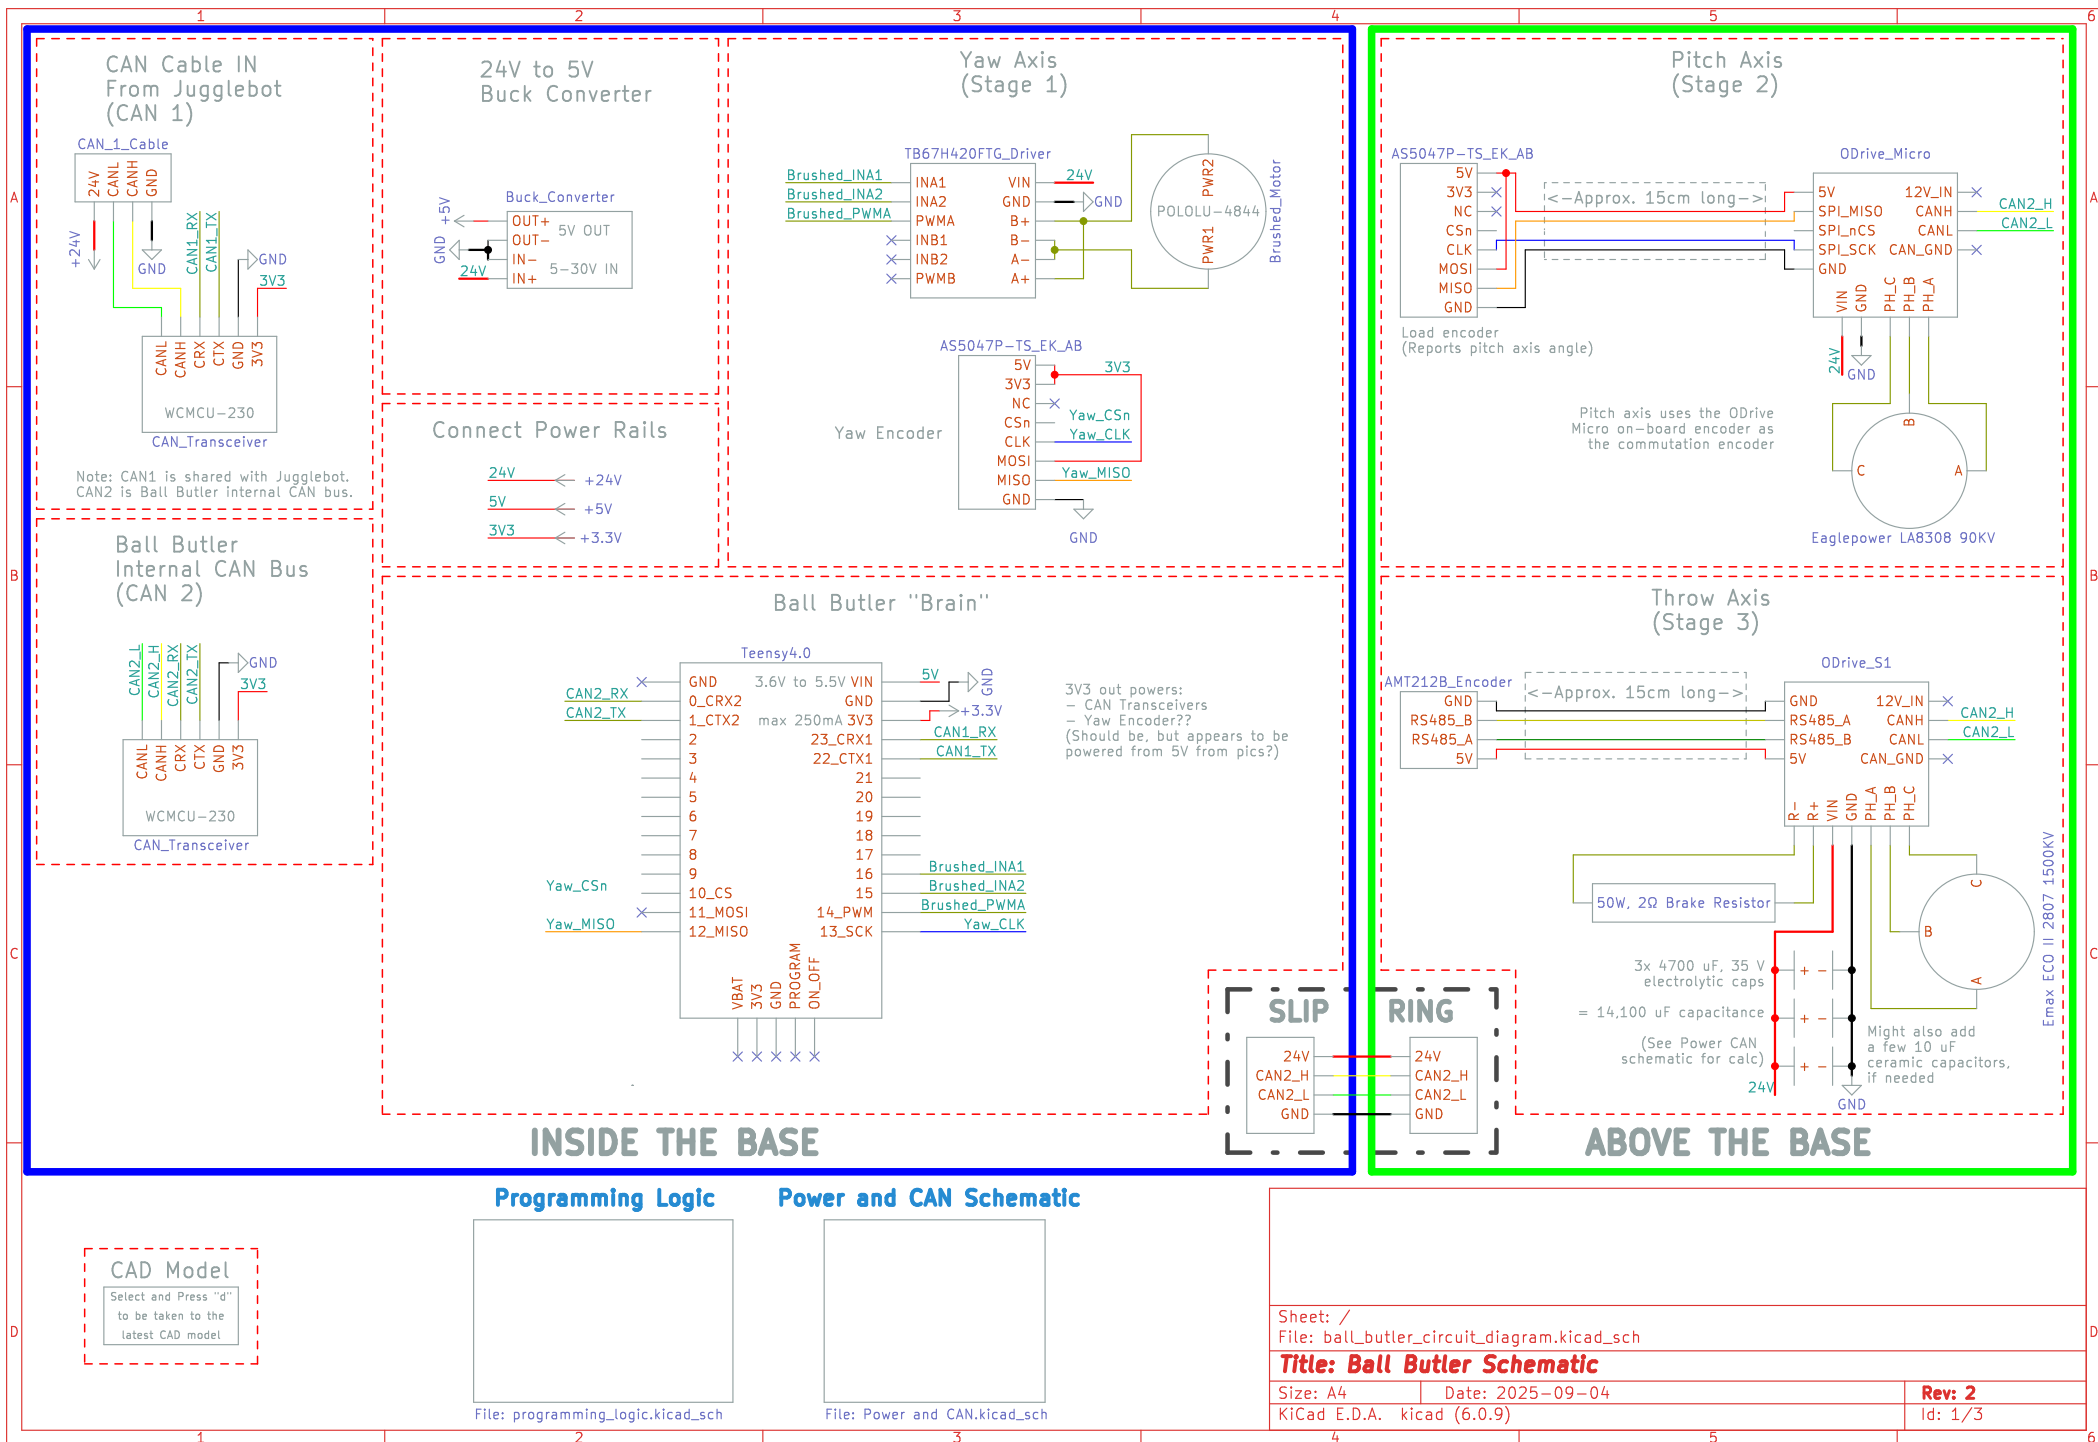 1
2
3
4
5
6
A
A
B
B
C
C
D
D
1
2
3
4
5
6
CAN Cable IN
From Jugglebot
(CAN 1)
CAN_1_Cable
24V
CANL
CANH
GND
+24V
GND
CAN1_RX
CAN1_TX
GND
3V3
CANL
CANH
CRX
CTX
GND
3V3
WCMCU-230
CAN_Transceiver
Note: CAN1 is shared with Jugglebot.
CAN2 is Ball Butler internal CAN bus.
Ball Butler
Internal CAN Bus
(CAN 2)
CAN2_L
CAN2_H
CAN2_RX
CAN2_TX
GND
3V3
CANL
CANH
CRX
CTX
GND
3V3
WCMCU-230
CAN_Transceiver
24V to 5V
Buck Converter
Buck_Converter
+5V
GND
24V
OUT+
OUT-
IN-
IN+
5V OUT
5-30V IN
Connect Power Rails
24V
+24V
5V
+5V
3V3
+3.3V
Yaw Axis
(Stage 1)
TB67H420FTG_Driver
Brushed_INA1
Brushed_INA2
Brushed_PWMA
INA1
INA2
PWMA
INB1
INB2
PWMB
VIN
GND
B+
B-
A-
A+
24V
GND
PWR2
POLOLU-4844
PWR1
Brushed_Motor
AS5047P-TS_EK_AB
Yaw Encoder
5V
3V3
NC
CSn
CLK
MOSI
MISO
GND
3V3
Yaw_CSn
Yaw_CLK
Yaw_MISO
GND
Ball Butler "Brain"
Teensy4.0
CAN2_RX
CAN2_TX
Yaw_CSn
Yaw_MISO
GND
0_CRX2
1_CTX2
2
3
4
5
6
7
8
9
10_CS
11_MOSI
12_MISO
3.6V to 5.5V
max 250mA
VIN
GND
3V3
23_CRX1
22_CTX1
21
20
19
18
17
16
15
14_PWM
13_SCK
VBAT
3V3
GND
PROGRAM
ON_OFF
5V
GND
+3.3V
CAN1_RX
CAN1_TX
Brushed_INA1
Brushed_INA2
Brushed_PWMA
Yaw_CLK
3V3 out powers:
- CAN Transceivers
- Yaw Encoder??
(Should be, but appears to be
powered from 5V from pics?)
Pitch Axis
(Stage 2)
AS5047P-TS_EK_AB
5V
3V3
NC
CSn
CLK
MOSI
MISO
GND
Load encoder
(Reports pitch axis angle)
<-Approx. 15cm long->
ODrive_Micro
5V
SPI_MISO
SPI_nCS
SPI_SCK
GND
12V_IN
CANH
CANL
CAN_GND
VIN
GND
PH_C
PH_B
PH_A
CAN2_H
CAN2_L
24V
GND
Pitch axis uses the ODrive
Micro on-board encoder as
the commutation encoder
B
C
A
Eaglepower LA8308 90KV
Throw Axis
(Stage 3)
AMT212B_Encoder
GND
RS485_B
RS485_A
5V
<-Approx. 15cm long->
ODrive_S1
GND
RS485_A
RS485_B
5V
12V_IN
CANH
CANL
CAN_GND
R-
R+
VIN
GND
PH_A
PH_B
PH_C
CAN2_H
CAN2_L
50W, 2Ω Brake Resistor
C
B
A
Emax ECO II 2807 1500KV
3x 4700 uF, 35 V
electrolytic caps
= 14,100 uF capacitance
(See Power CAN
schematic for calc)
+ -
+ -
+ -
24V
GND
Might also add
a few 10 uF
ceramic capacitors,
if needed
SLIP RING
24V
CAN2_H
CAN2_L
GND
24V
CAN2_H
CAN2_L
GND
INSIDE THE BASE
ABOVE THE BASE
Programming Logic
File: programming_logic.kicad_sch
Power and CAN Schematic
File: Power and CAN.kicad_sch
CAD Model
Select and Press "d"
to be taken to the
latest CAD model
Sheet: /
File: ball_butler_circuit_diagram.kicad_sch
Title: Ball Butler Schematic
Size: A4
Date: 2025-09-04
Rev: 2
KiCad E.D.A. kicad (6.0.9)
Id: 1/3